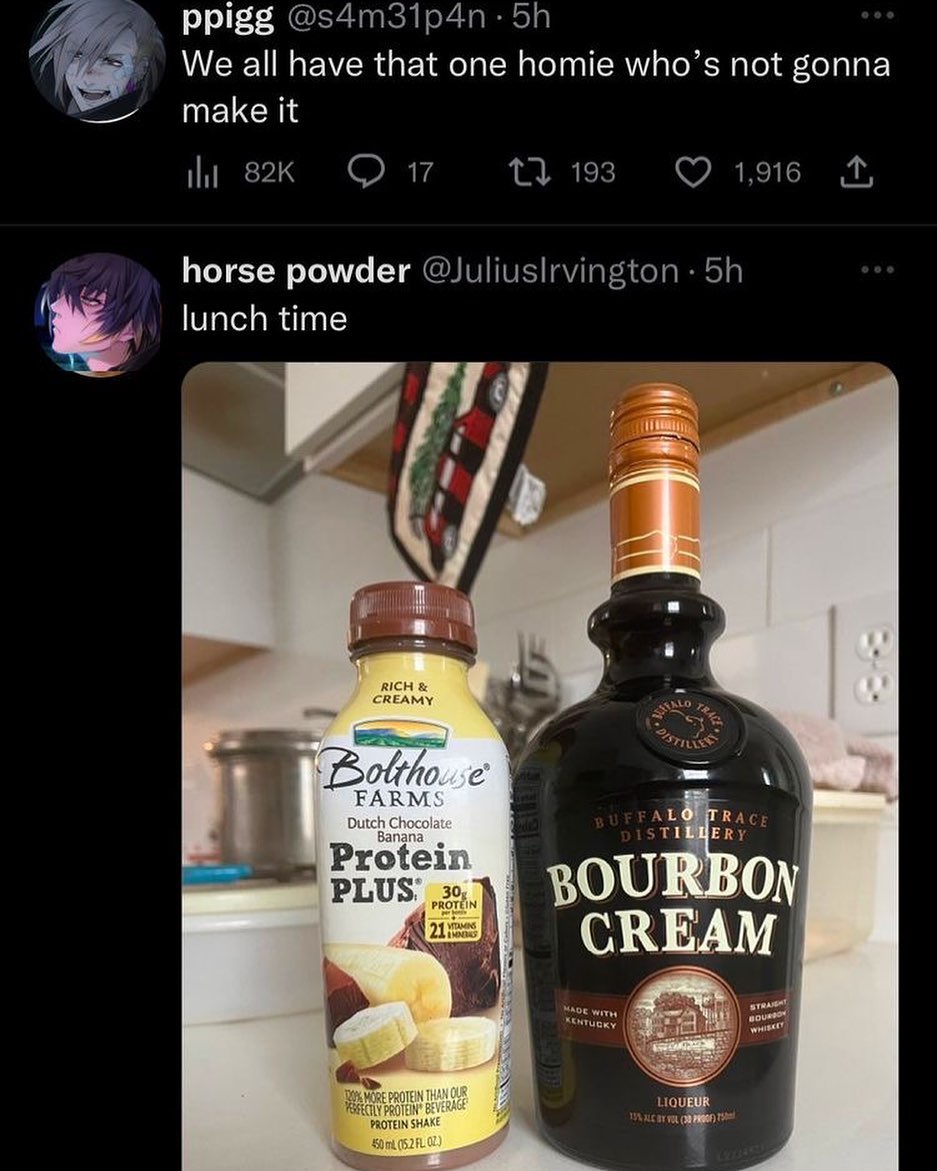 ppigg @s4m31p4n · 5h
We all have that one homie who's not gonna
make it
82K 17 193 1,916
horse powder @JuliusIrvington · 5h
lunch time
RICH &
CREAMY
Bolthouse®
FARMS
Dutch Chocolate
Banana
Protein
PLUS®
30g
PROTEIN
per bottle
+
21 VITAMINS
& MINERALS
120% MORE PROTEIN THAN OUR
PERFECTLY PROTEIN® BEVERAGE
PROTEIN SHAKE
450 mL (15.2 FL. OZ.)
BUFFALO TRACE
DISTILLERY
BUFFALO TRACE
DISTILLERY
BOURBON
CREAM
MADE WITH
KENTUCKY
STRAIGHT
BOURBON
WHISKEY
LIQUEUR
15% ALC BY VOL (30 PROOF) 750ml